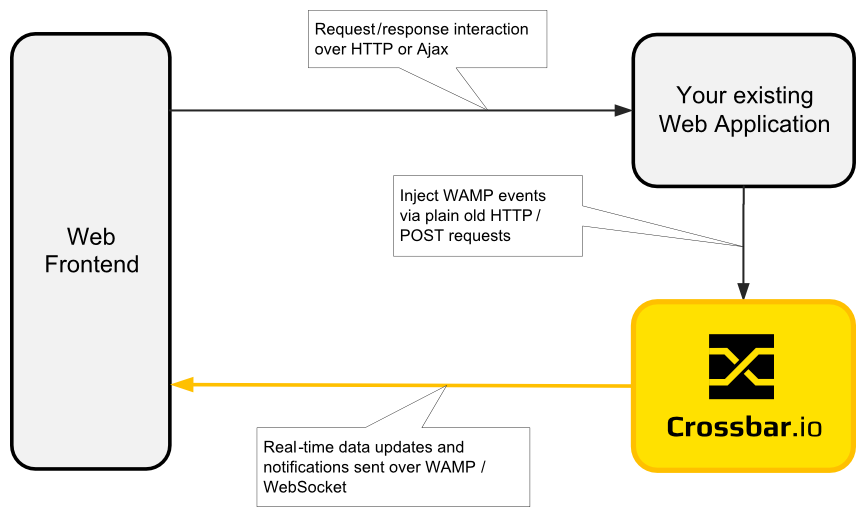 Request/response interaction
over HTTP or Ajax
Your existing
Web Application
Inject WAMP events
via plain old HTTP /
POST requests
Web
Frontend
Crossbar.io
Real-time data updates and
notifications sent over WAMP /
WebSocket